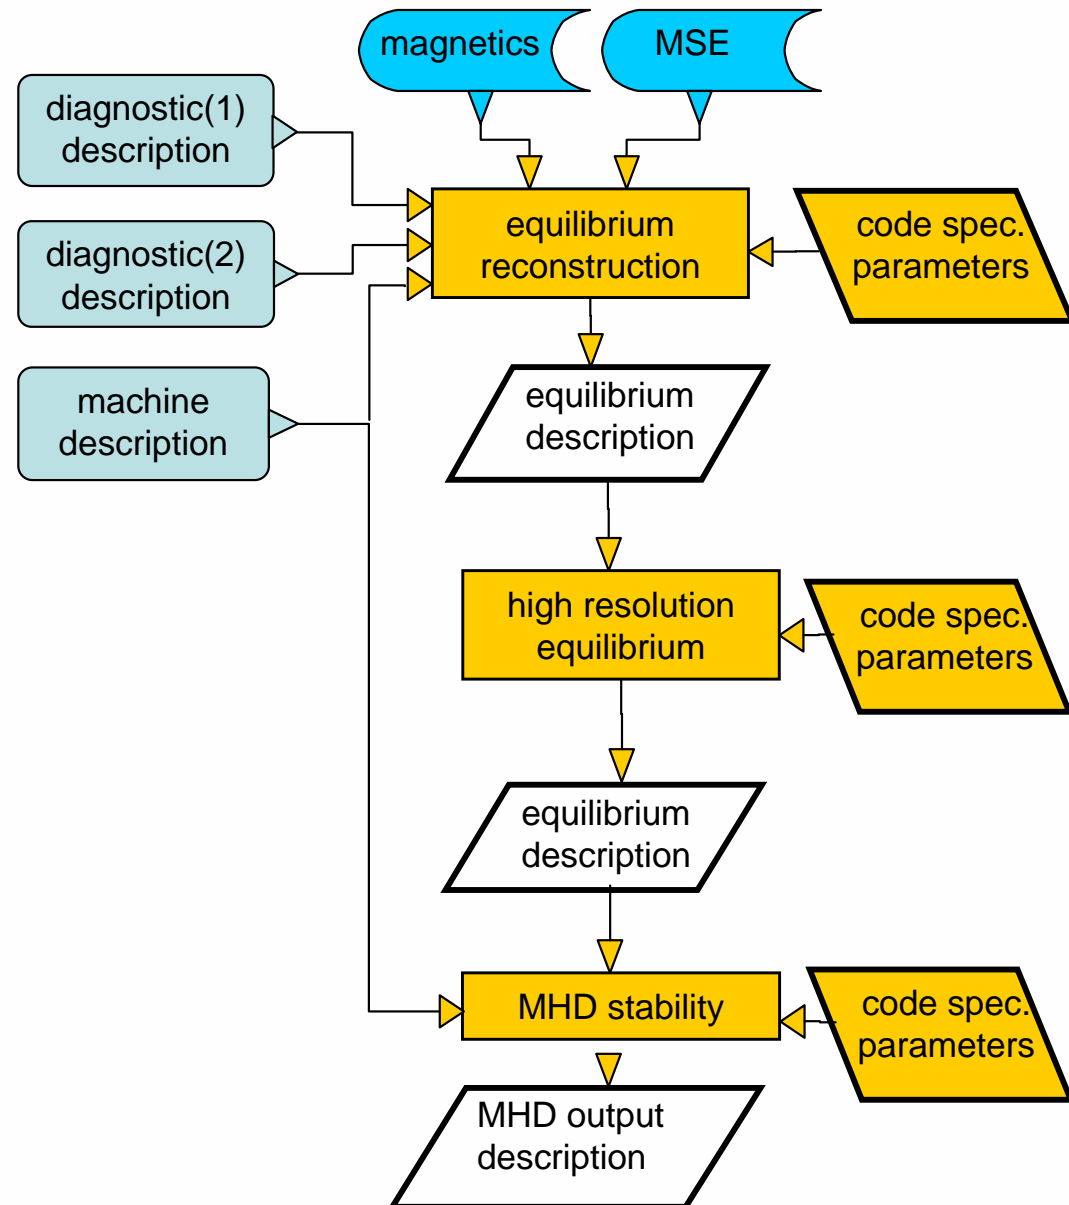 magnetics
MSE
diagnostic(1)
description
diagnostic(2)
description
machine
description
equilibrium
reconstruction
code spec.
parameters
equilibrium
description
high resolution
equilibrium
code spec.
parameters
equilibrium
description
MHD stability
code spec.
parameters
MHD output
description